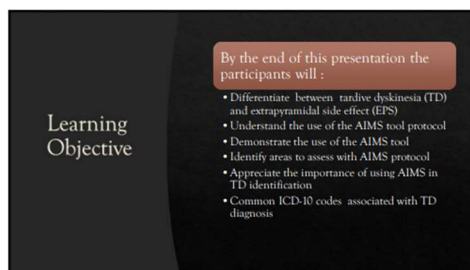 Learning
Objective
By the end of this presentation the
participants will :
• Differentiate between tardive dyskinesia (TD)
and extrapyramidal side effect (EPS)
• Understand the use of the AIMS tool protocol
• Demonstrate the use of the AIMS tool
• Identify areas to assess with AIMS protocol
• Appreciate the importance of using AIMS in
TD identification
• Common ICD-10 codes associated with TD
diagnosis